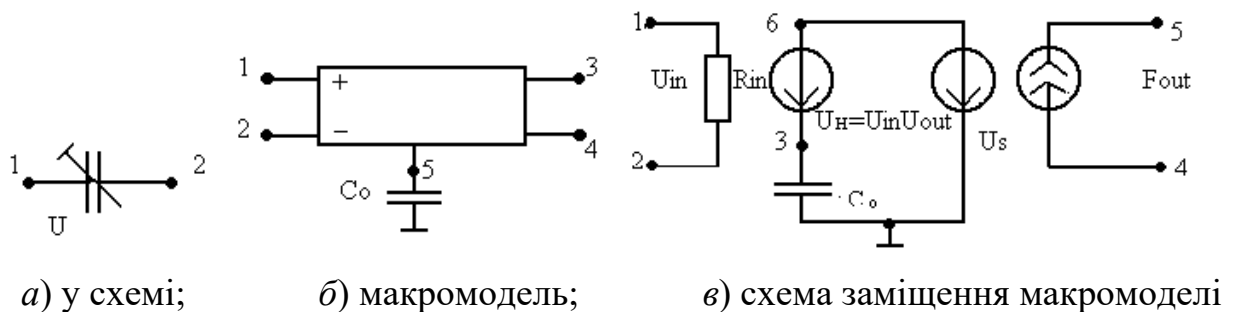 1
2
U
1
2
+
−
3
4
5
Co
1
2
Uin
Rin
6
Uн=UinUout
3
Co
Us
5
Fout
4
а) у схемі;
б) макромодель;
в) схема заміщення макромоделі